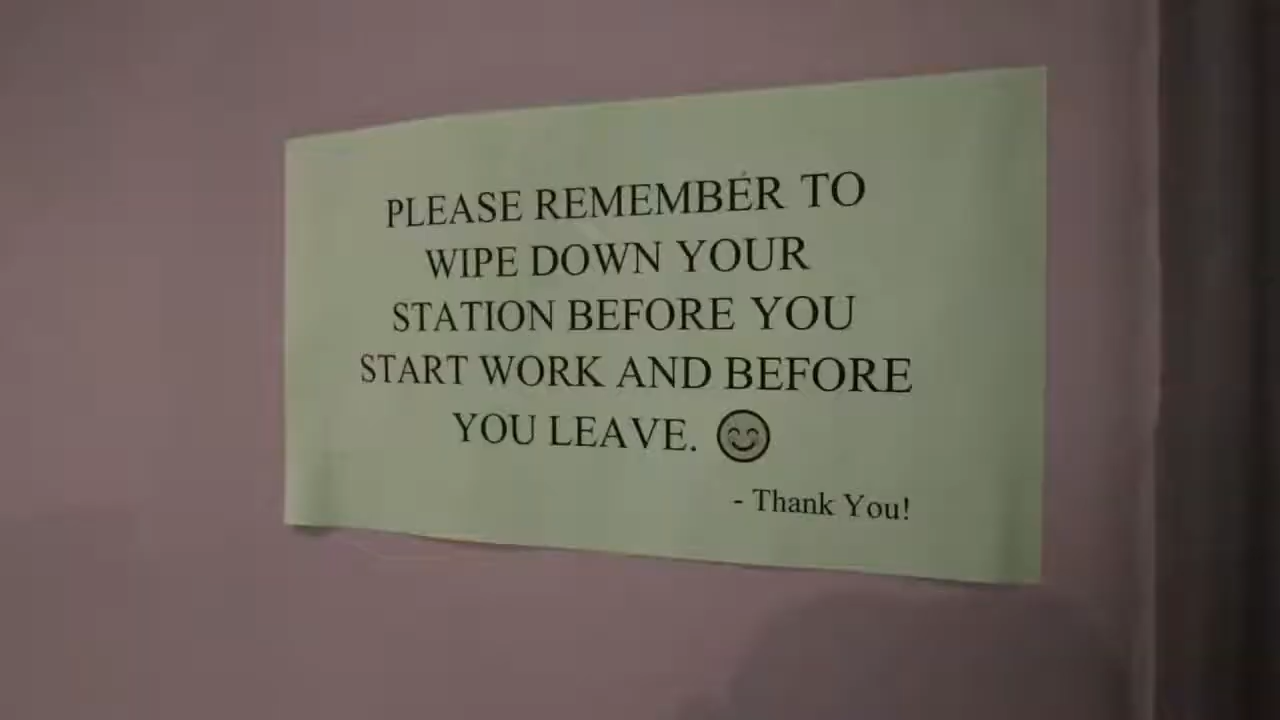 PLEASE REMEMBER TO
WIPE DOWN YOUR
STATION BEFORE YOU
START WORK AND BEFORE
YOU LEAVE. 😊
- Thank You!